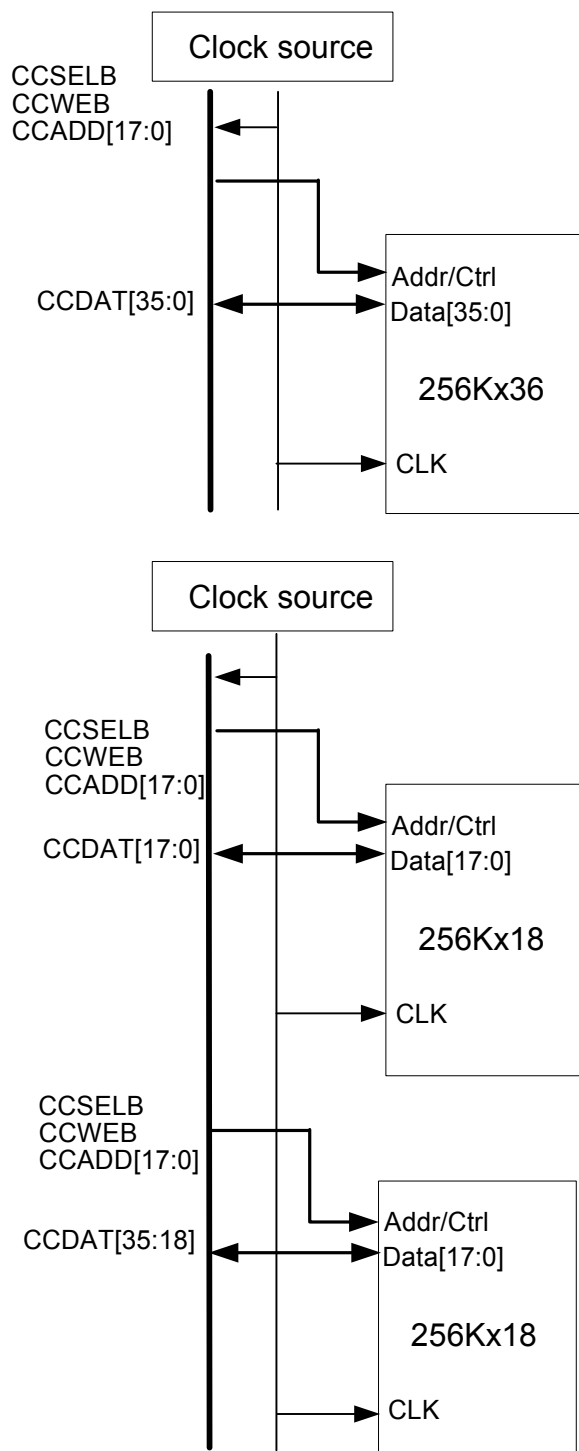 Clock source
CCSELB
CCWEB
CCADD[17:0]
Addr/Ctrl
CCDAT[35:0]
Data[35:0]
256Kx36
CLK
Clock source
CCSELB
CCWEB
CCADD[17:0]
Addr/Ctrl
CCDAT[17:0]
Data[17:0]
256Kx18
CLK
CCSELB
CCWEB
CCADD[17:0]
Addr/Ctrl
CCDAT[35:18]
Data[17:0]
256Kx18
CLK